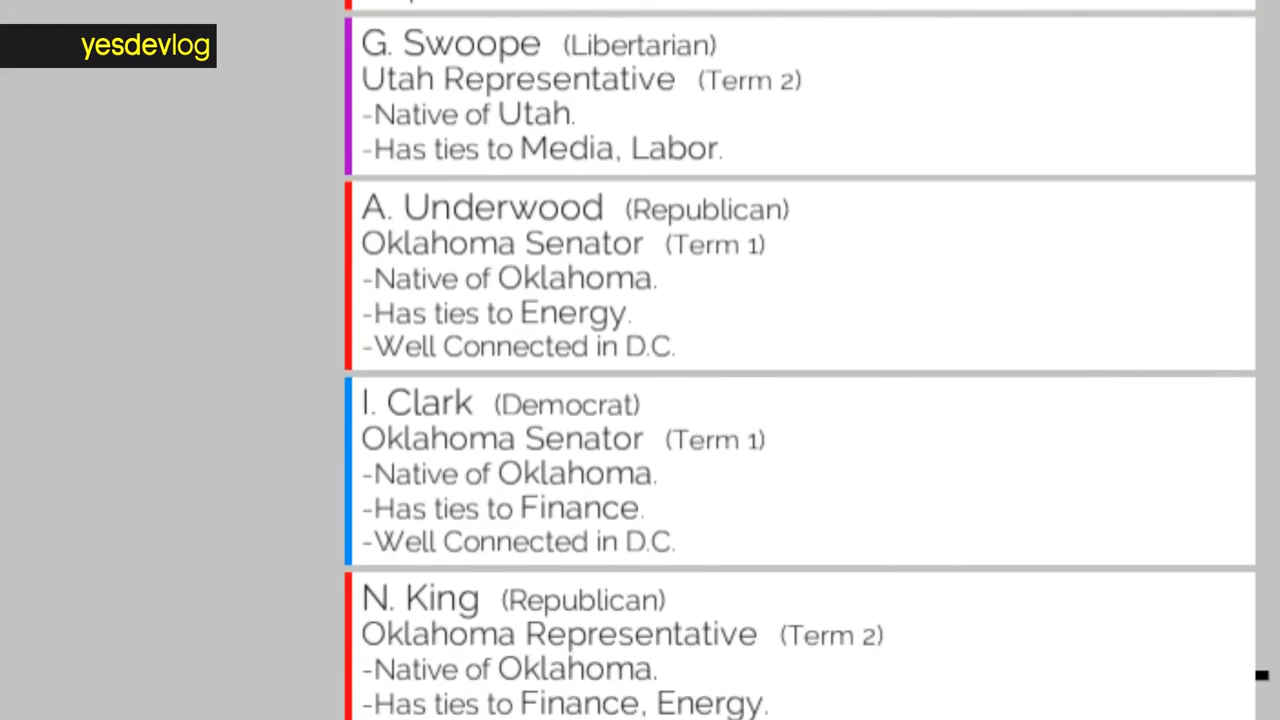 yesdevlog
G. Swoope (Libertarian)
Utah Representative (Term 2)
-Native of Utah.
-Has ties to Media, Labor.
A. Underwood (Republican)
Oklahoma Senator (Term 1)
-Native of Oklahoma.
-Has ties to Energy.
-Well Connected in D.C.
I. Clark (Democrat)
Oklahoma Senator (Term 1)
-Native of Oklahoma.
-Has ties to Finance.
-Well Connected in D.C.
N. King (Republican)
Oklahoma Representative (Term 2)
-Native of Oklahoma.
-Has ties to Finance, Energy.